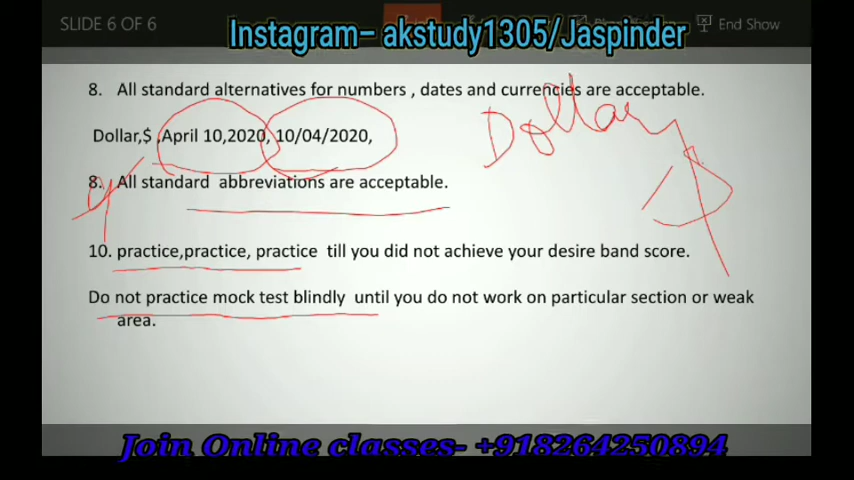 SLIDE 6 OF 6
End Show
Instagram– akstudy1305/Jaspinder
8. All standard alternatives for numbers , dates and currencies are acceptable.
Dollar,$ ,April 10,2020, 10/04/2020,
Dollar
$
8. All standard abbreviations are acceptable.
9
10. practice,practice, practice till you did not achieve your desire band score.
Do not practice mock test blindly until you do not work on particular section or weak
area.
Join Online classes- +918264250894